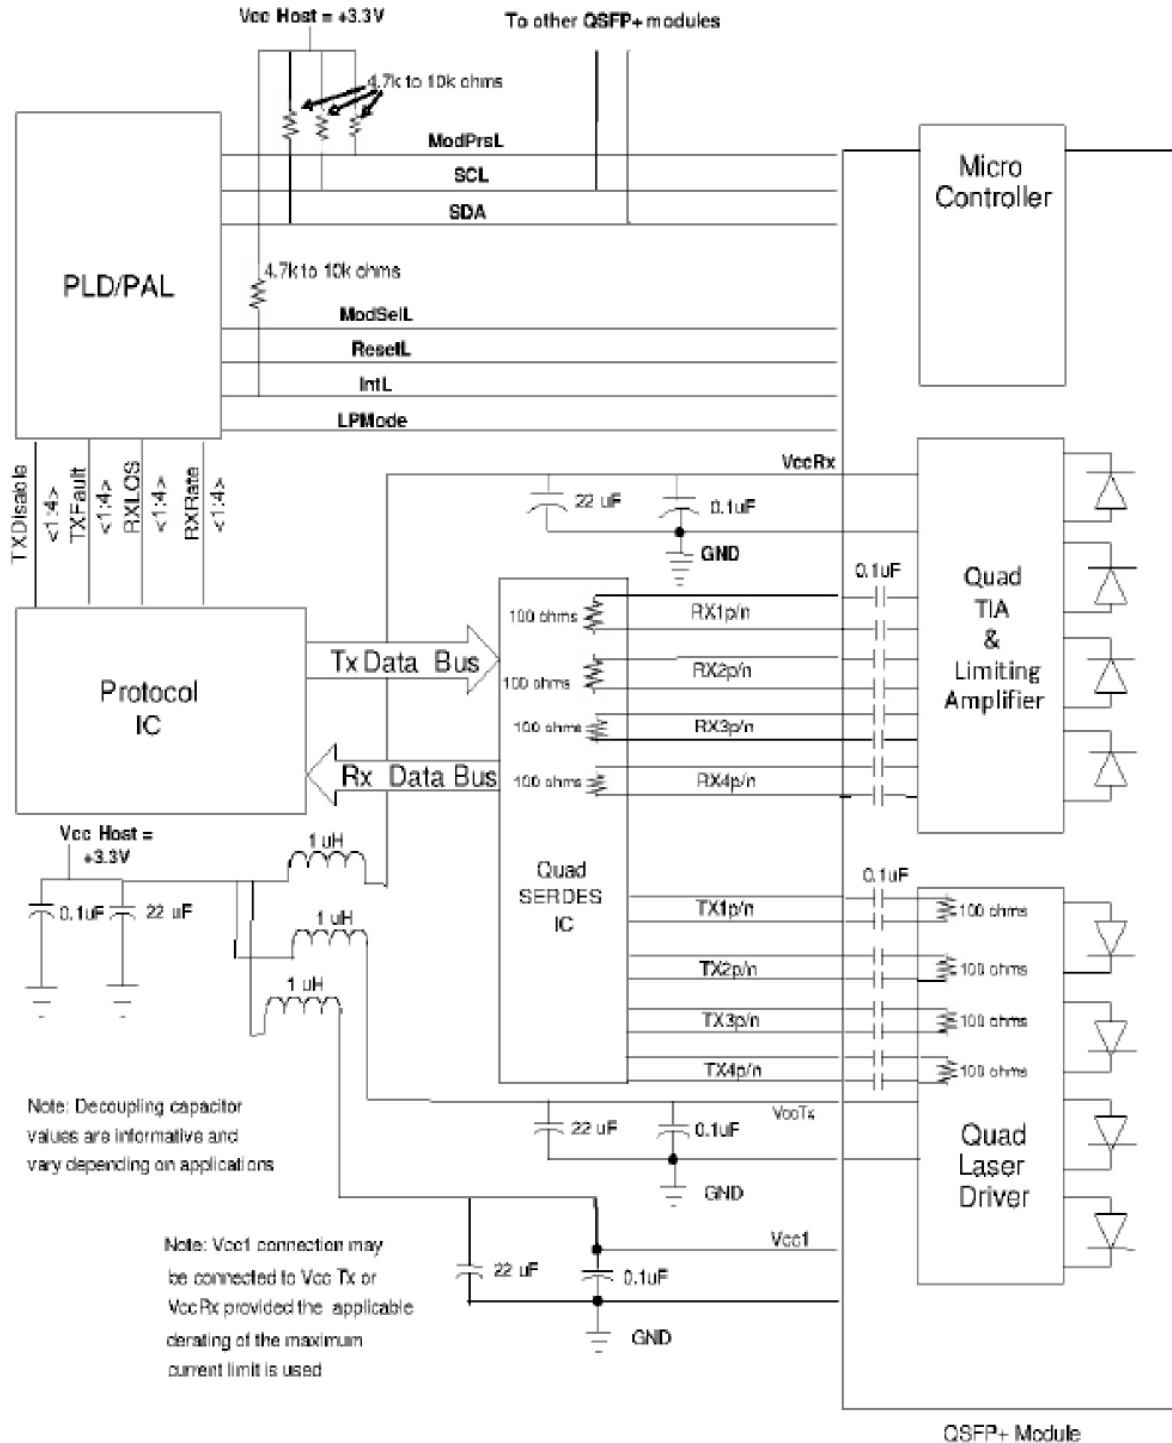 Vcc Host = +3.3V
To other QSFP+ modules
4.7k to 10k ohms
ModPrsL
SCL
SDA
Micro
Controller
PLD/PAL
4.7k to 10k ohms
ModSelL
ResetL
IntL
LPMode
TXDisable
<1:4>
TXFault
<1:4>
RXLOS
<1:4>
RXRate
<1:4>
VccRx
22 uF
0.1uF
GND
0.1uF
Quad
TIA
&
Limiting
Amplifier
100 ohms
RX1p/n
100 ohms
RX2p/n
100 ohms
RX3p/n
100 ohms
RX4p/n
Tx Data Bus
Protocol
IC
Rx Data Bus
Vcc Host =
+3.3V
0.1uF
22 uF
1 uH
1 uH
1 uH
Quad
SERDES
IC
0.1uF
TX1p/n
100 ohms
TX2p/n
100 ohms
TX3p/n
100 ohms
TX4p/n
100 ohms
VccTx
22 uF
0.1uF
GND
Quad
Laser
Driver
Note: Decoupling capacitor
values are informative and
vary depending on applications
Note: Vcc1 connection may
be connected to Vcc Tx or
VccRx provided the applicable
derating of the maximum
current limit is used
Vcc1
22 uF
0.1uF
GND
QSFP+ Module